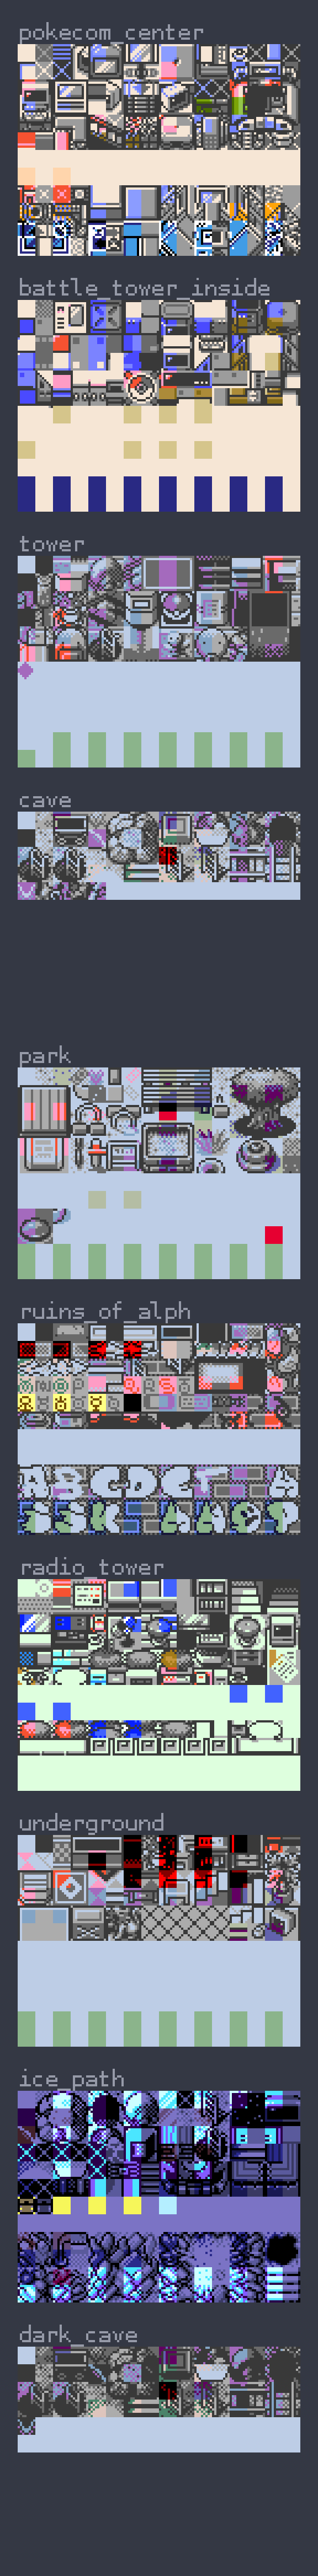 pokecom_center
battle_tower_inside
tower
cave
park
ruins_of_alph
radio_tower
underground
ice_path
dark_cave